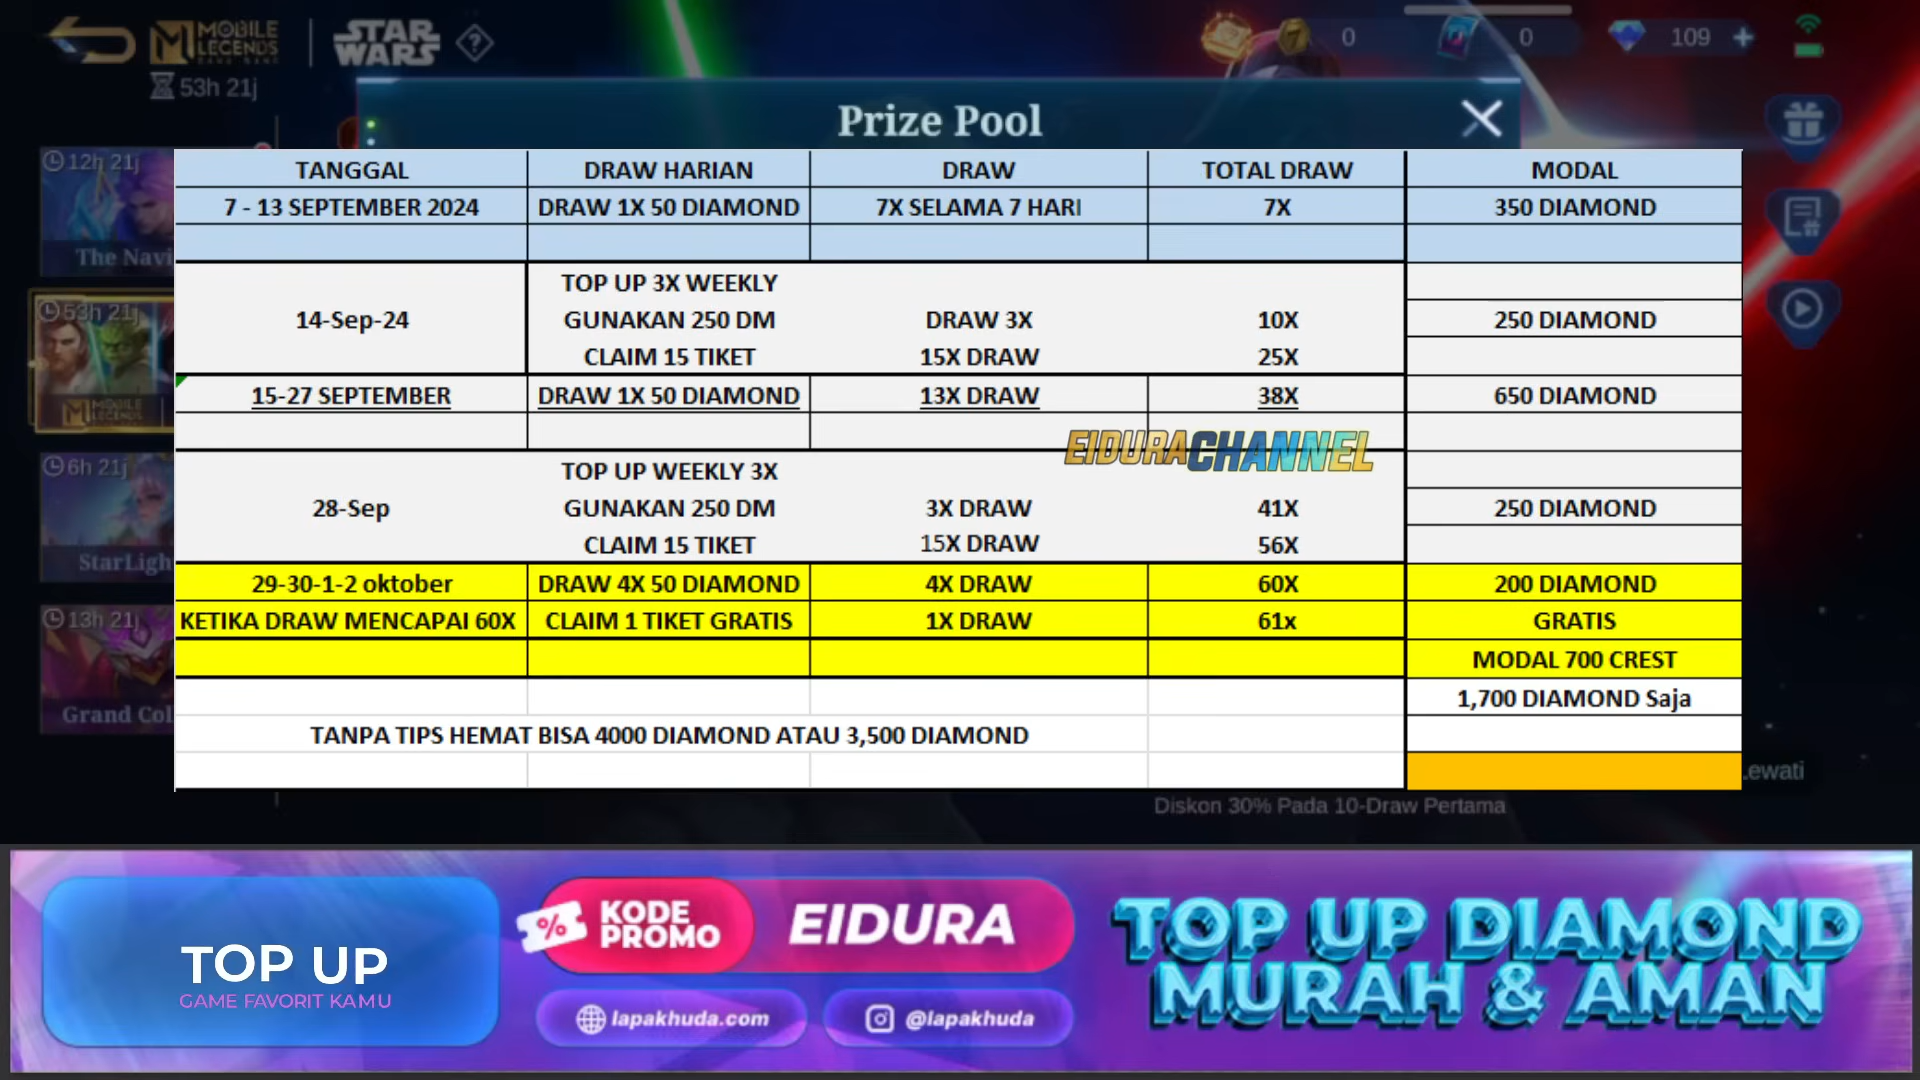 MOBILE LEGENDS
STAR WARS
?
0
0
109
53h 21j
Prize Pool
12h 21j
The Navi
53h 21j
MOBILE
6h 21j
StarLigh
13h 21j
Grand Col
TANGGAL DRAW HARIAN DRAW TOTAL DRAW MODAL
7 - 13 SEPTEMBER 2024 DRAW 1X 50 DIAMOND 7X SELAMA 7 HARI 7X 350 DIAMOND
TOP UP 3X WEEKLY
14-Sep-24 GUNAKAN 250 DM DRAW 3X 10X 250 DIAMOND
CLAIM 15 TIKET 15X DRAW 25X
15-27 SEPTEMBER DRAW 1X 50 DIAMOND 13X DRAW 38X 650 DIAMOND
EIDURA CHANNEL
TOP UP WEEKLY 3X
28-Sep GUNAKAN 250 DM 3X DRAW 41X 250 DIAMOND
CLAIM 15 TIKET 15X DRAW 56X
29-30-1-2 oktober DRAW 4X 50 DIAMOND 4X DRAW 60X 200 DIAMOND
KETIKA DRAW MENCAPAI 60X CLAIM 1 TIKET GRATIS 1X DRAW 61x GRATIS
MODAL 700 CREST
1,700 DIAMOND Saja
TANPA TIPS HEMAT BISA 4000 DIAMOND ATAU 3,500 DIAMOND
Lewati
Diskon 30% Pada 10-Draw Pertama
TOP UP
GAME FAVORIT KAMU
% KODE PROMO EIDURA
lapakhuda.com @lapakhuda
TOP UP DIAMOND
MURAH & AMAN